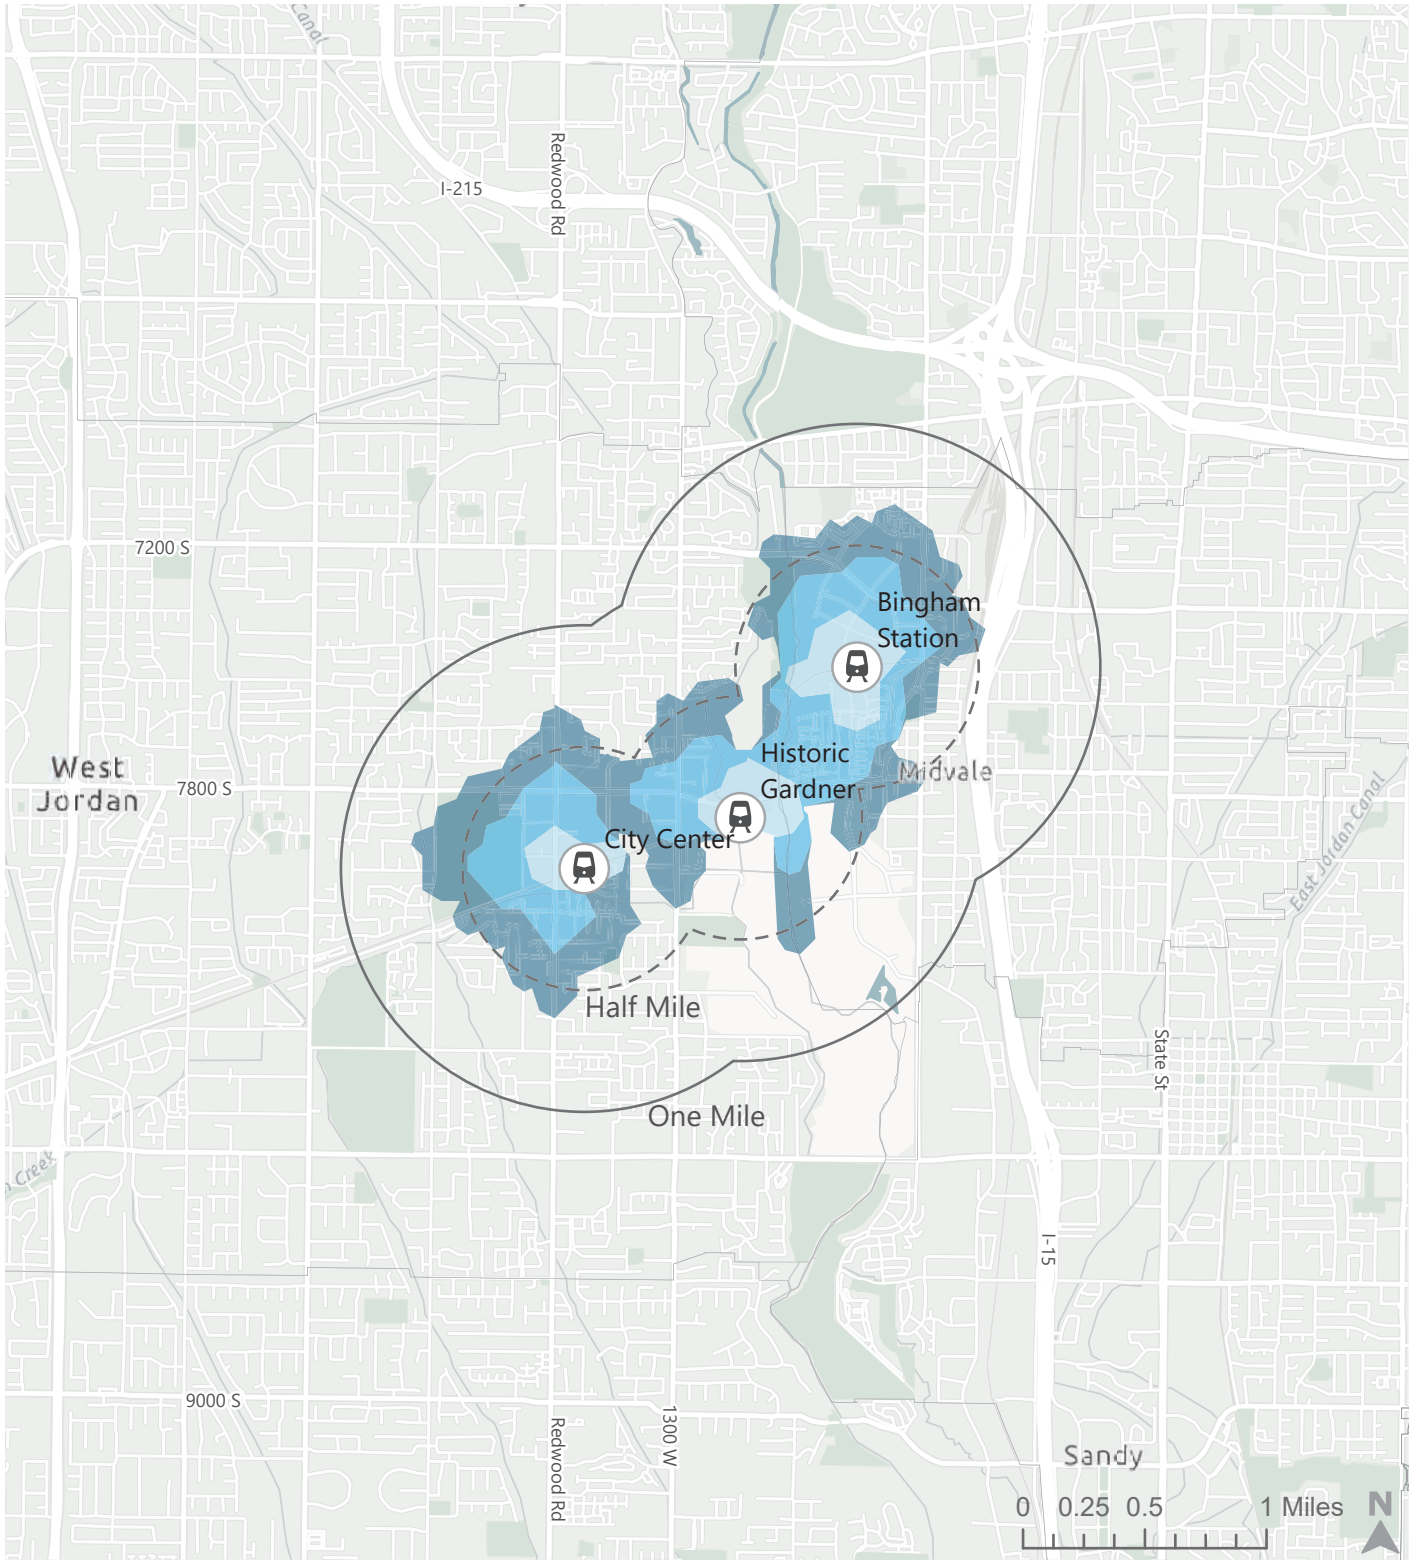 Canal
Redwood Rd
I-215
7200 S
Bingham
Station
West
Jordan
7800 S
Historic
Gardner
Midvale
City Center
East Jordan Canal
Half Mile
One Mile
State St
Creek
I-15
9000 S
1300 W
Redwood Rd
Sandy
0 0.25 0.5 1 Miles
N